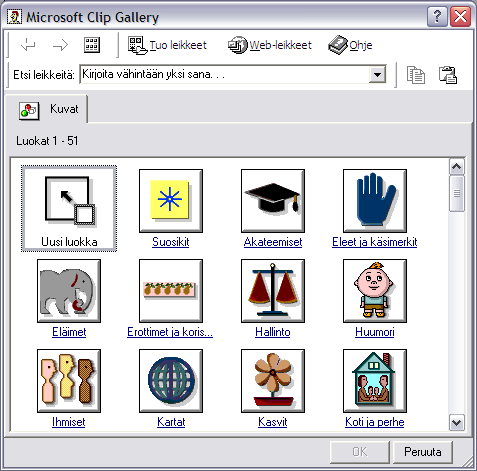 Microsoft Clip Gallery
Tuo leikkeet Web-leikkeet Ohje
Etsi leikkeitä: Kirjoita vähintään yksi sana. . .
Kuvat
Luokat 1 - 51
Uusi luokka Suosikit Akateemiset Eleet ja käsimerkit
Eläimet Erottimet ja koris... Hallinto Huumori
Ihmiset Kartat Kasvit Koti ja perhe
OK Peruuta